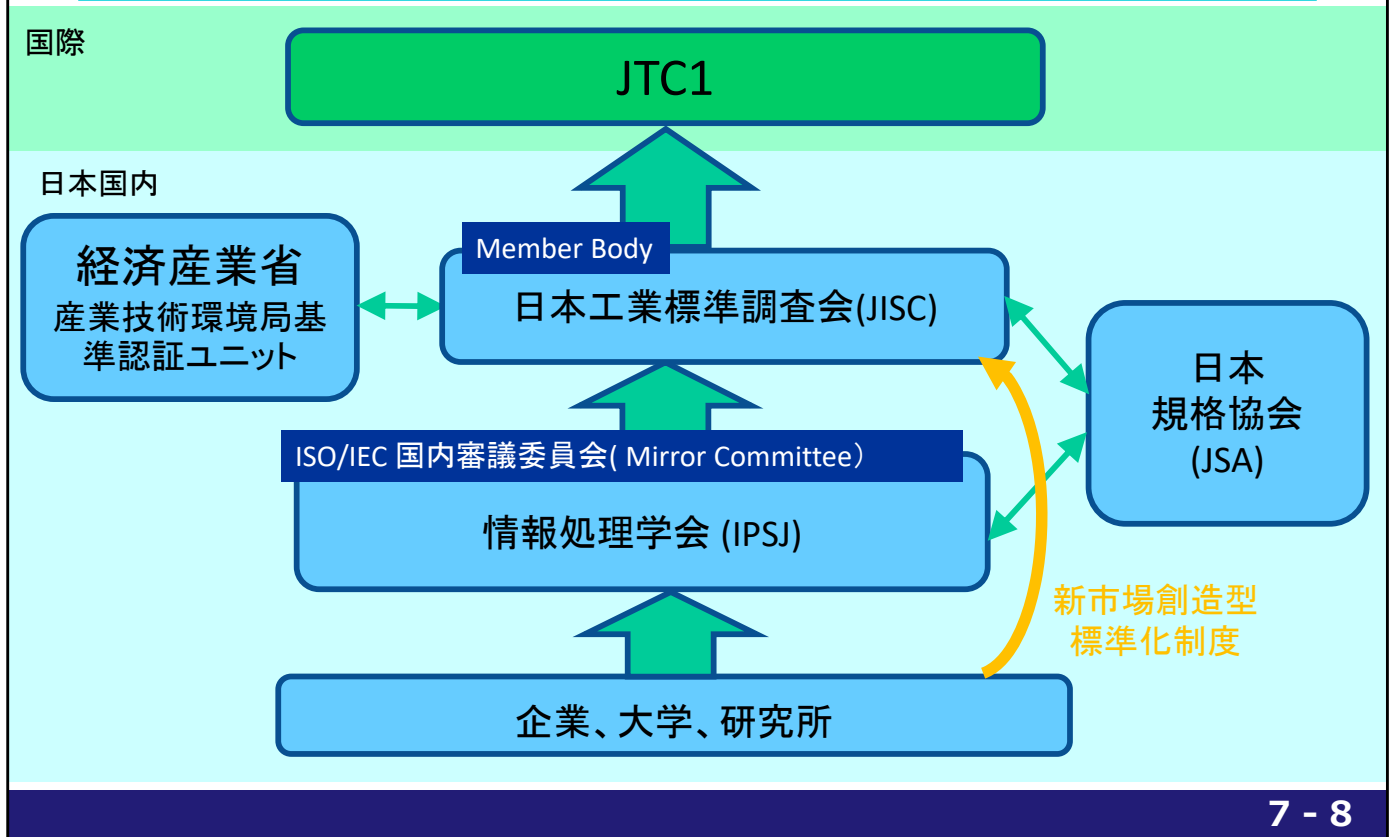 国際
JTC1
日本国内
経済産業省
産業技術環境局基
準認証ユニット
Member Body
日本工業標準調査会(JISC)
日本
規格協会
(JSA)
ISO/IEC 国内審議委員会( Mirror Committee）
情報処理学会 (IPSJ)
新市場創造型
標準化制度
企業、大学、研究所
7 - 8